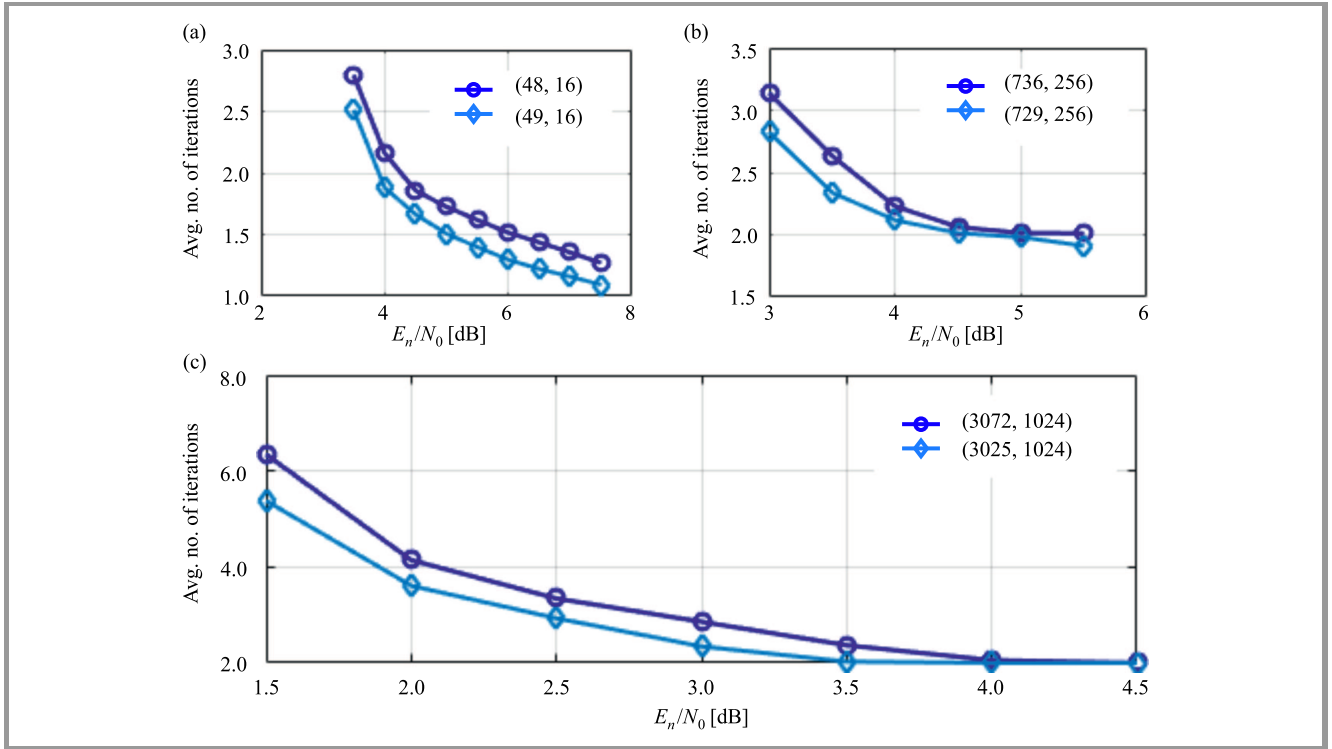 (a)
3.0
2.5
2.0
1.5
1.0
Avg. no. of iterations
(48, 16)
(49, 16)
2 4 6 8
En/N0 [dB]
(b)
3.5
3.0
2.5
2.0
1.5
Avg. no. of iterations
(736, 256)
(729, 256)
3 4 5 6
En/N0 [dB]
(c)
8.0
6.0
4.0
2.0
Avg. no. of iterations
(3072, 1024)
(3025, 1024)
1.5 2.0 2.5 3.0 3.5 4.0 4.5
En/N0 [dB]